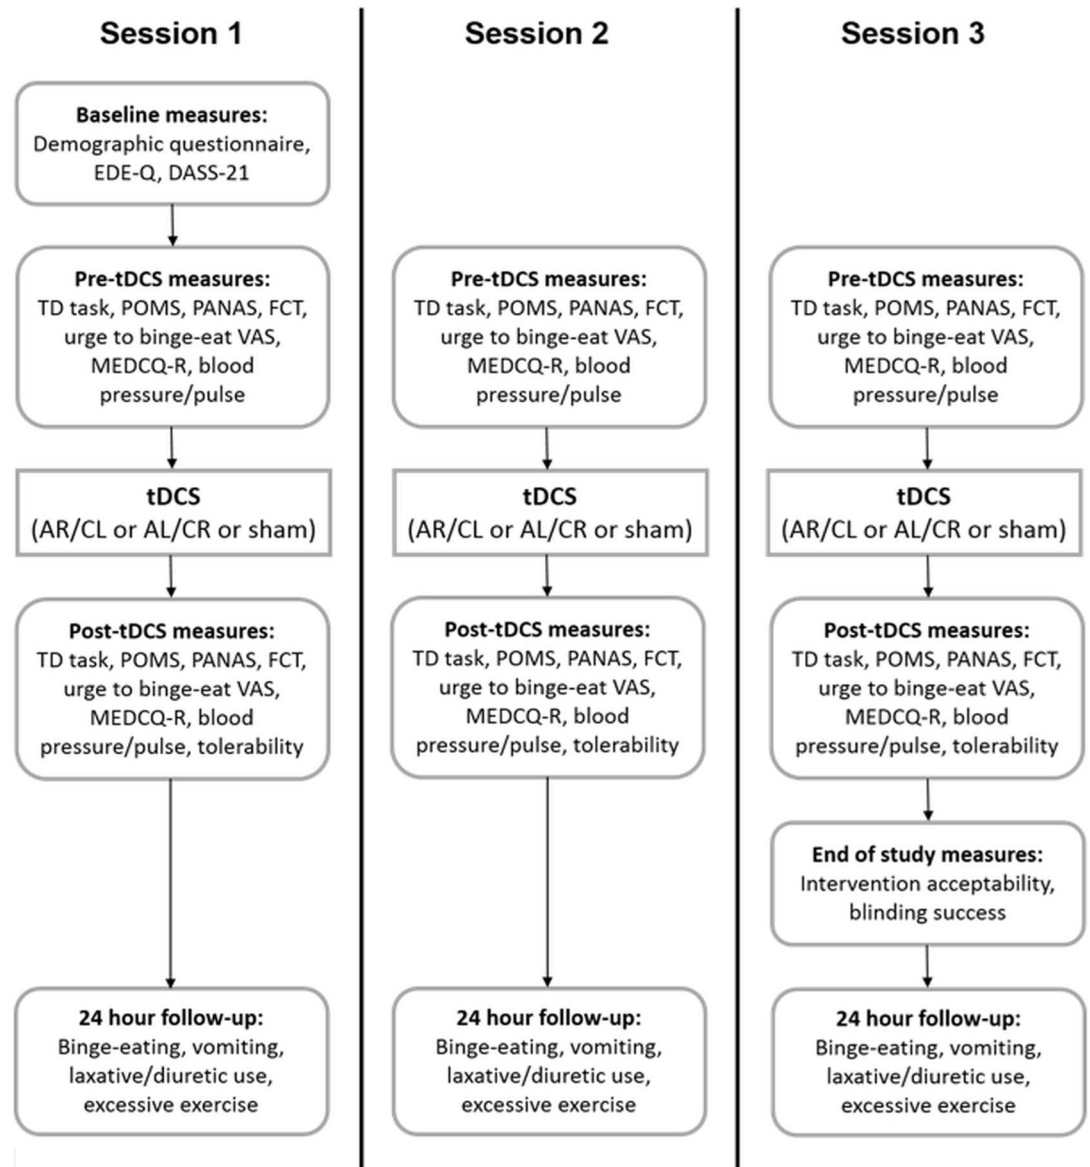 Session 1
Baseline measures:
Demographic questionnaire,
EDE-Q, DASS-21
Pre-tDCS measures:
TD task, POMS, PANAS, FCT,
urge to binge-eat VAS,
MEDCQ-R, blood
pressure/pulse
tDCS
(AR/CL or AL/CR or sham)
Post-tDCS measures:
TD task, POMS, PANAS, FCT,
urge to binge-eat VAS,
MEDCQ-R, blood
pressure/pulse, tolerability
24 hour follow-up:
Binge-eating, vomiting,
laxative/diuretic use,
excessive exercise
Session 2
Pre-tDCS measures:
TD task, POMS, PANAS, FCT,
urge to binge-eat VAS,
MEDCQ-R, blood
pressure/pulse
tDCS
(AR/CL or AL/CR or sham)
Post-tDCS measures:
TD task, POMS, PANAS, FCT,
urge to binge-eat VAS,
MEDCQ-R, blood
pressure/pulse, tolerability
24 hour follow-up:
Binge-eating, vomiting,
laxative/diuretic use,
excessive exercise
Session 3
Pre-tDCS measures:
TD task, POMS, PANAS, FCT,
urge to binge-eat VAS,
MEDCQ-R, blood
pressure/pulse
tDCS
(AR/CL or AL/CR or sham)
Post-tDCS measures:
TD task, POMS, PANAS, FCT,
urge to binge-eat VAS,
MEDCQ-R, blood
pressure/pulse, tolerability
End of study measures:
Intervention acceptability,
blinding success
24 hour follow-up:
Binge-eating, vomiting,
laxative/diuretic use,
excessive exercise